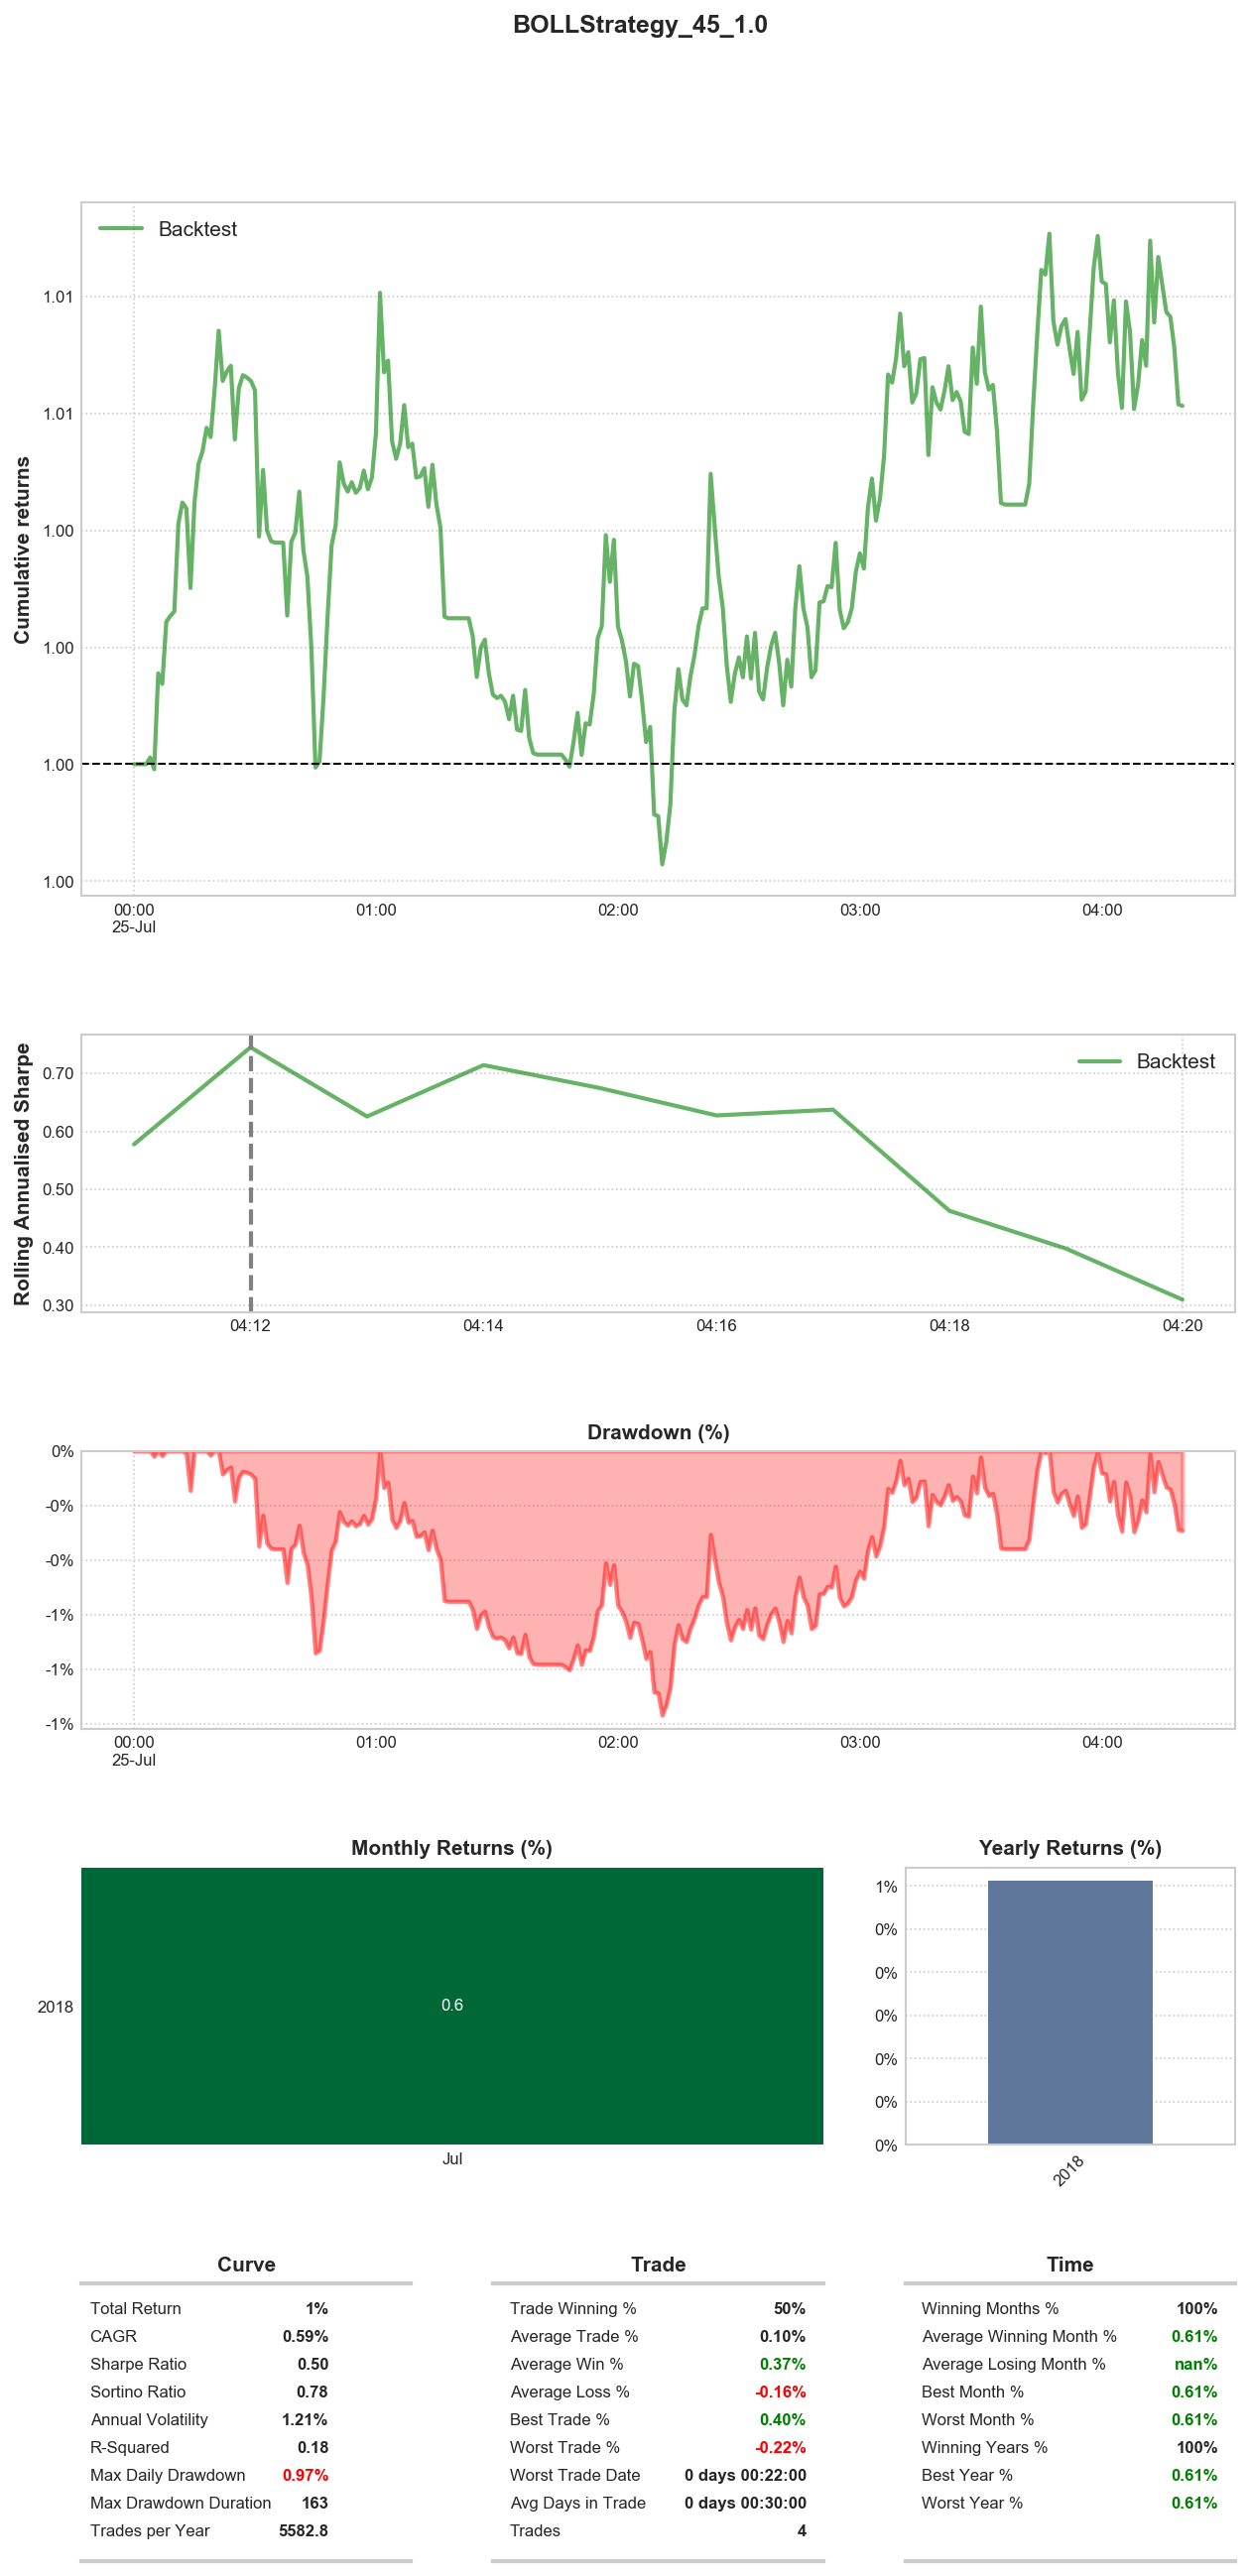 BOLLStrategy_45_1.0
Backtest
Cumulative returns
1.01
1.01
1.00
1.00
1.00
1.00
00:00
01:00
02:00
03:00
04:00
25-Jul
Rolling Annualised Sharpe
Backtest
0.70
0.60
0.50
0.40
0.30
04:12
04:14
04:16
04:18
04:20
Drawdown (%)
0%
-0%
-0%
-1%
-1%
-1%
00:00
01:00
02:00
03:00
04:00
25-Jul
Monthly Returns (%)
2018
0.6
Jul
Yearly Returns (%)
1%
0%
0%
0%
0%
0%
0%
2018
Curve
Total Return 1%
CAGR 0.59%
Sharpe Ratio 0.50
Sortino Ratio 0.78
Annual Volatility 1.21%
R-Squared 0.18
Max Daily Drawdown 0.97%
Max Drawdown Duration 163
Trades per Year 5582.8
Trade
Trade Winning % 50%
Average Trade % 0.10%
Average Win % 0.37%
Average Loss % -0.16%
Best Trade % 0.40%
Worst Trade % -0.22%
Worst Trade Date 0 days 00:22:00
Avg Days in Trade 0 days 00:30:00
Trades 4
Time
Winning Months % 100%
Average Winning Month % 0.61%
Average Losing Month % nan%
Best Month % 0.61%
Worst Month % 0.61%
Winning Years % 100%
Best Year % 0.61%
Worst Year % 0.61%